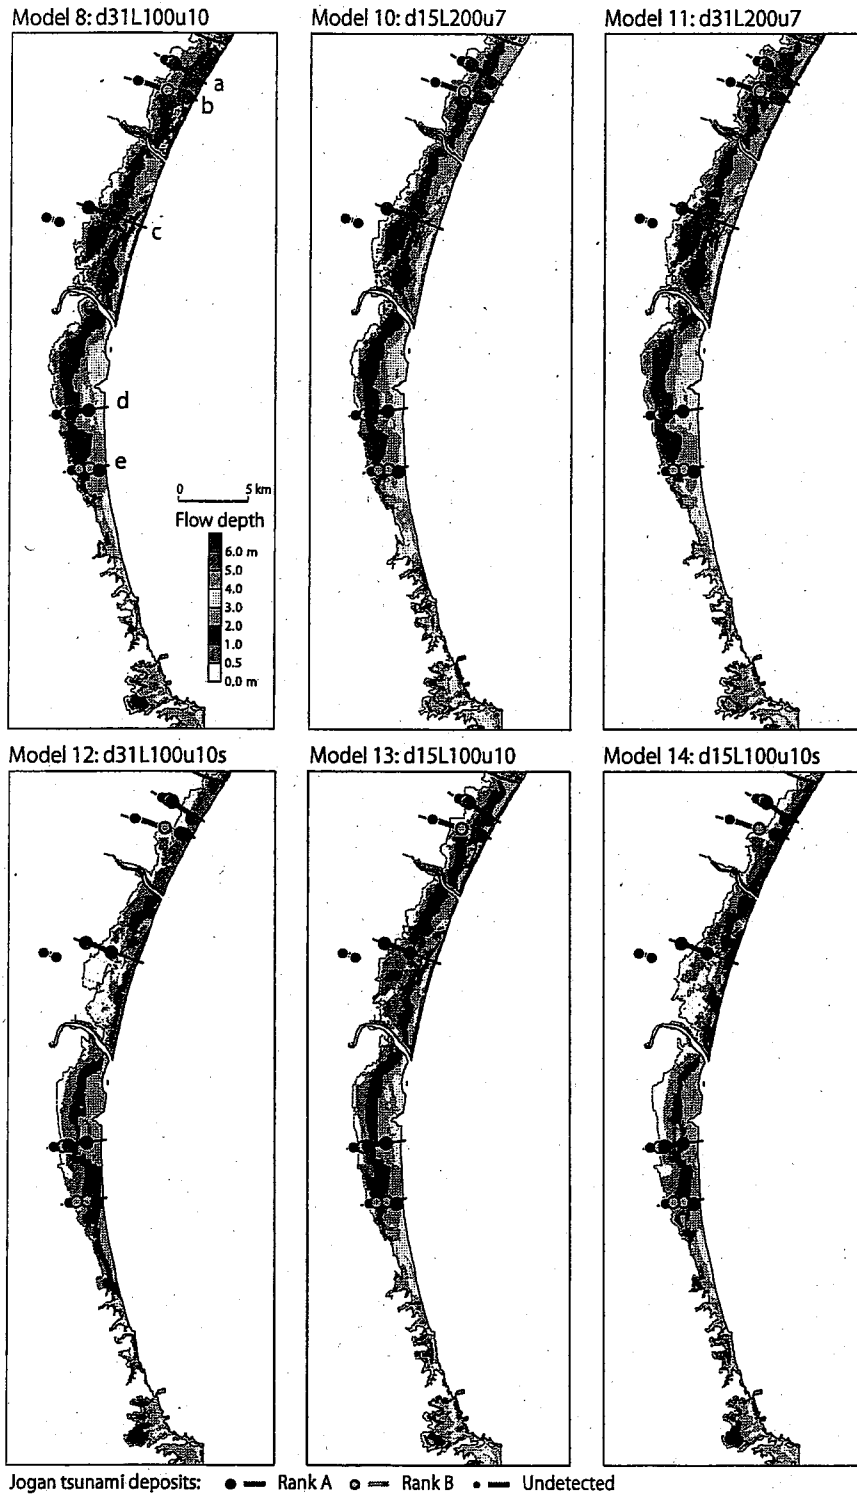 Model 8: d31L100u10
Model 10: d15L200u7
Model 11: d31L200u7
a
b
c
d
e
0 5 km
Flow depth
6.0 m
5.0
4.0
3.0
2.0
1.0
0.5
0.0 m
Model 12: d31L100u10s
Model 13: d15L100u10
Model 14: d15L100u10s
Jogan tsunami deposits: Rank A Rank B Undetected